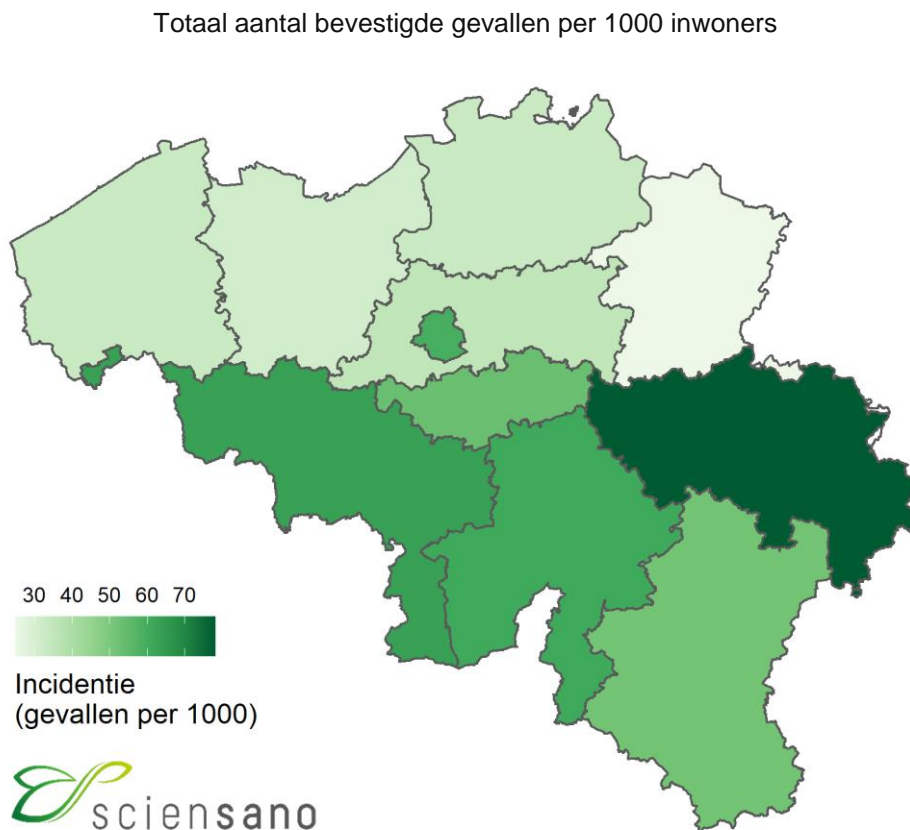 Totaal aantal bevestigde gevallen per 1000 inwoners
30 40 50 60 70
Incidentie
(gevallen per 1000)
sciensano